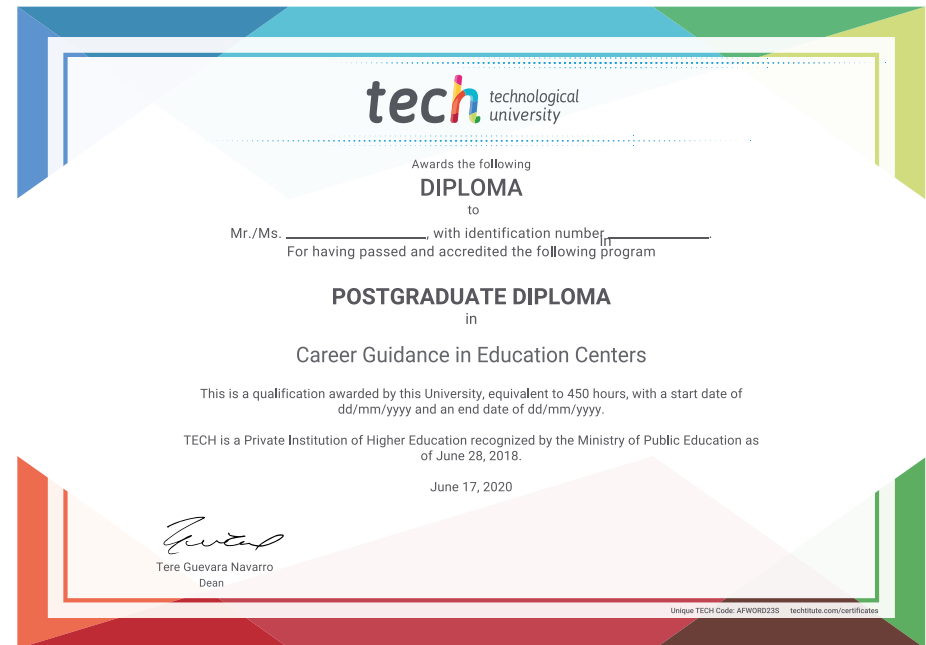 tech technological
university
Awards the following
DIPLOMA
to
Mr./Ms. ____________, with identification number __________.
In
For having passed and accredited the following program
POSTGRADUATE DIPLOMA
in
Career Guidance in Education Centers
This is a qualification awarded by this University, equivalent to 450 hours, with a start date of
dd/mm/yyyy and an end date of dd/mm/yyyy.
TECH is a Private Institution of Higher Education recognized by the Ministry of Public Education as
of June 28, 2018.
June 17, 2020
Tere Guevara Navarro
Dean
Unique TECH Code: AFWORD23S techtitute.com/certificates